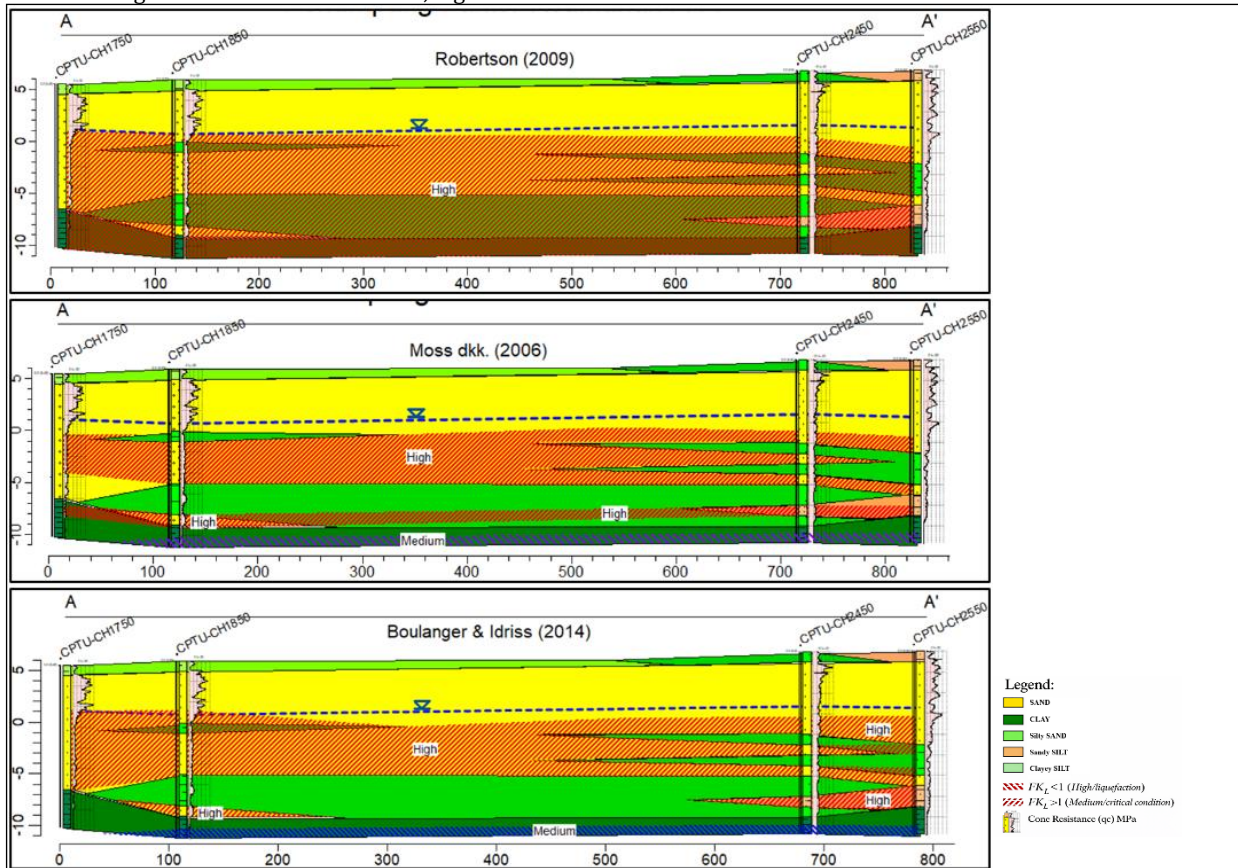 A A'
CPTU-CH1750 CPTU-CH1850 CPTU-CH2450 CPTU-CH2550
Robertson (2009)
5
0
-5
-10
High
0 100 200 300 400 500 600 700 800
A A'
CPTU-CH1750 CPTU-CH1850 CPTU-CH2450 CPTU-CH2550
Moss dkk. (2006)
5
0
-5
-10
High
High
High
Medium
0 100 200 300 400 500 600 700 800
A A'
CPTU-CH1750 CPTU-CH1850 CPTU-CH2450 CPTU-CH2550
Boulanger & Idriss (2014)
5
0
-5
-10
High
High
High
High
Medium
0 100 200 300 400 500 600 700 800
Legend:
SAND
CLAY
Silty SAND
Sandy SILT
Clayey SILT
FK_L <1 (High/liquefaction)
FK_L >1 (Medium/critical condition)
Cone Resistance (qc) MPa